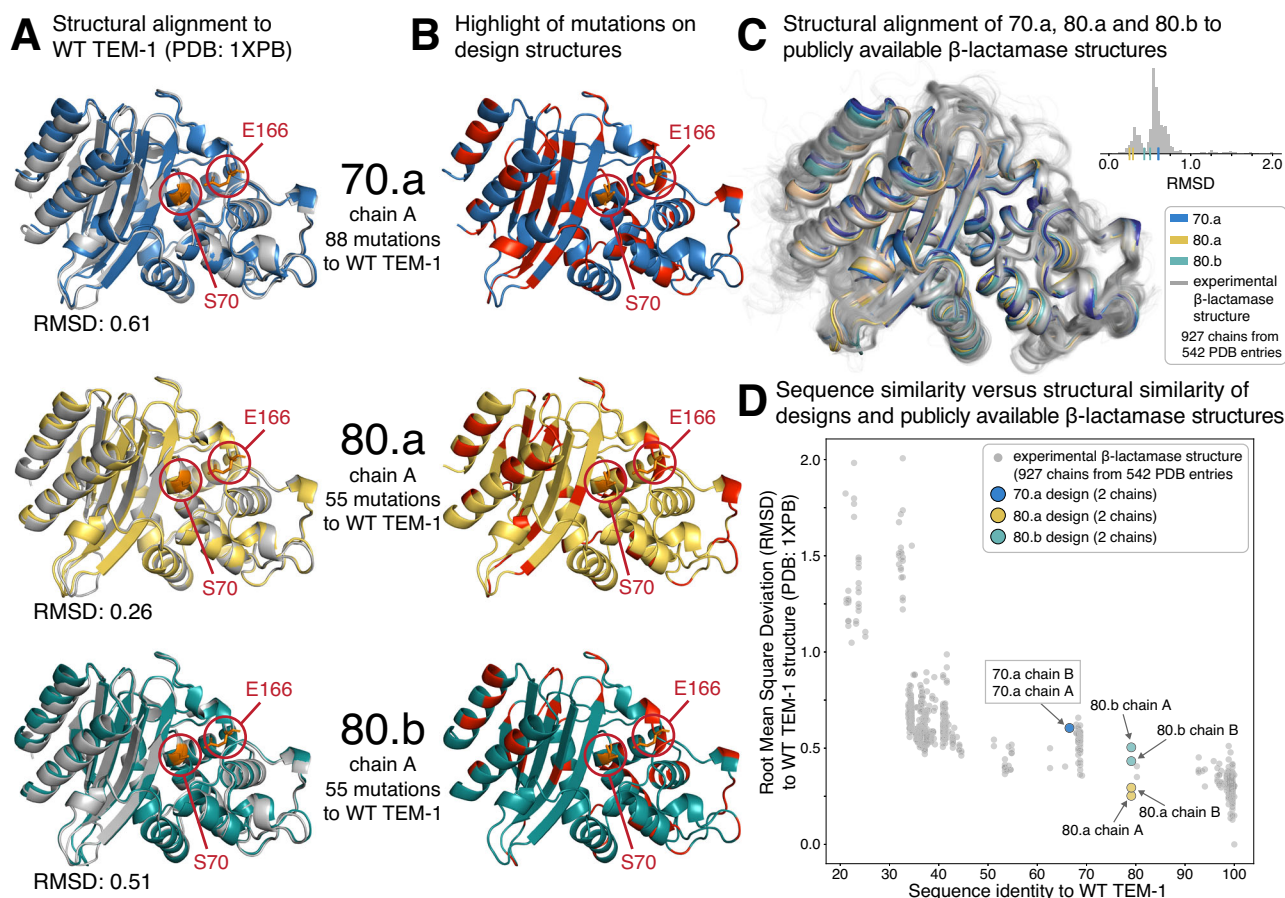 A Structural alignment to
WT TEM-1 (PDB: 1XPB)
E166
S70
RMSD: 0.61
E166
S70
RMSD: 0.26
E166
S70
RMSD: 0.51
B Highlight of mutations on
design structures
70.a
chain A
88 mutations
to WT TEM-1
E166
S70
80.a
chain A
55 mutations
to WT TEM-1
E166
S70
80.b
chain A
55 mutations
to WT TEM-1
E166
S70
C Structural alignment of 70.a, 80.a and 80.b to
publicly available β-lactamase structures
0.0 1.0 2.0
RMSD
70.a
80.a
80.b
experimental
β-lactamase
structure
927 chains from
542 PDB entries
D Sequence similarity versus structural similarity of
designs and publicly available β-lactamase structures
Root Mean Square Deviation (RMSD)
to WT TEM-1 structure (PDB: 1XPB)
2.0
1.5
1.0
0.5
0.0
experimental β-lactamase structure
(927 chains from 542 PDB entries
70.a design (2 chains)
80.a design (2 chains)
80.b design (2 chains)
70.a chain B
70.a chain A
80.b chain A
80.b chain B
80.a chain B
80.a chain A
20 30 40 50 60 70 80 90 100
Sequence identity to WT TEM-1